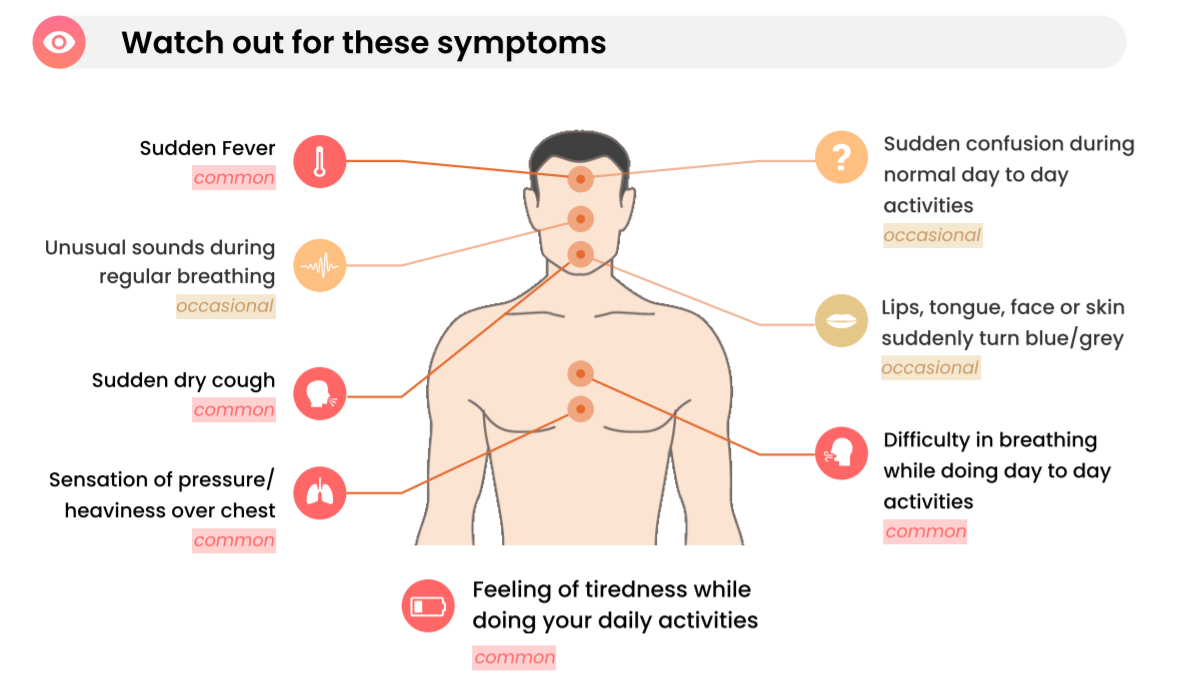 Watch out for these symptoms
Sudden Fever
common
Unusual sounds during
regular breathing
occasional
Sudden dry cough
common
Sensation of pressure/
heaviness over chest
common
?
Sudden confusion during
normal day to day
activities
occasional
Lips, tongue, face or skin
suddenly turn blue/grey
occasional
Difficulty in breathing
while doing day to day
activities
common
Feeling of tiredness while
doing your daily activities
common